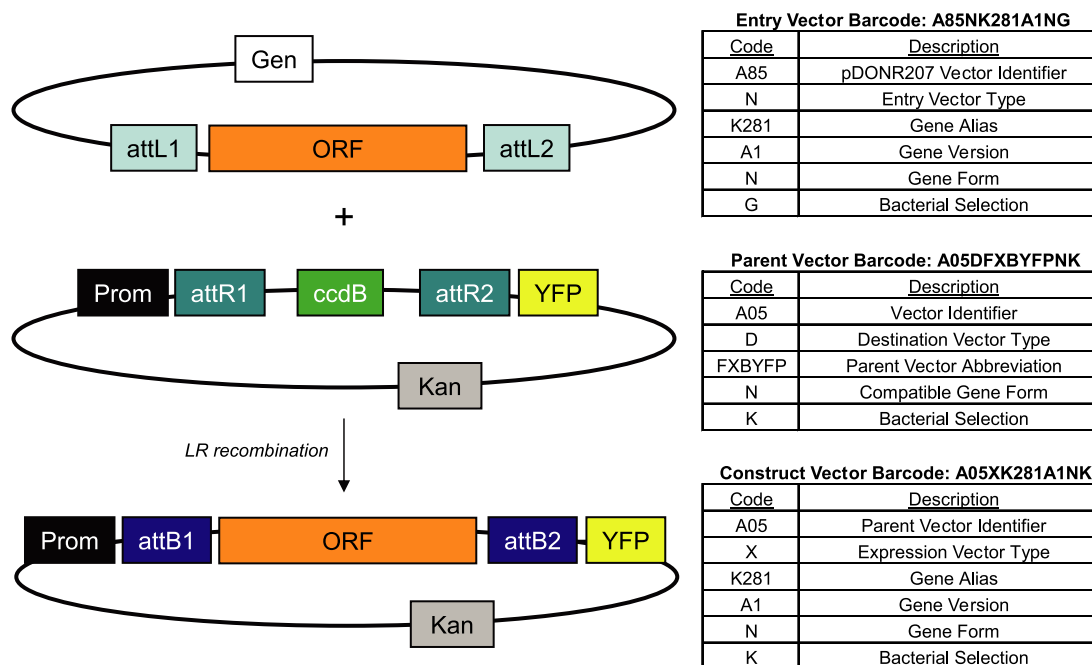 Gen
attL1 ORF attL2
+
Prom attR1 ccdB attR2 YFP
Kan
LR recombination
Prom attB1 ORF attB2 YFP
Kan
Entry Vector Barcode: A85NK281A1NG
Code Description
A85 pDONR207 Vector Identifier
N Entry Vector Type
K281 Gene Alias
A1 Gene Version
N Gene Form
G Bacterial Selection
Parent Vector Barcode: A05DFXBYFPNK
Code Description
A05 Vector Identifier
D Destination Vector Type
FXBYFP Parent Vector Abbreviation
N Compatible Gene Form
K Bacterial Selection
Construct Vector Barcode: A05XK281A1NK
Code Description
A05 Parent Vector Identifier
X Expression Vector Type
K281 Gene Alias
A1 Gene Version
N Gene Form
K Bacterial Selection